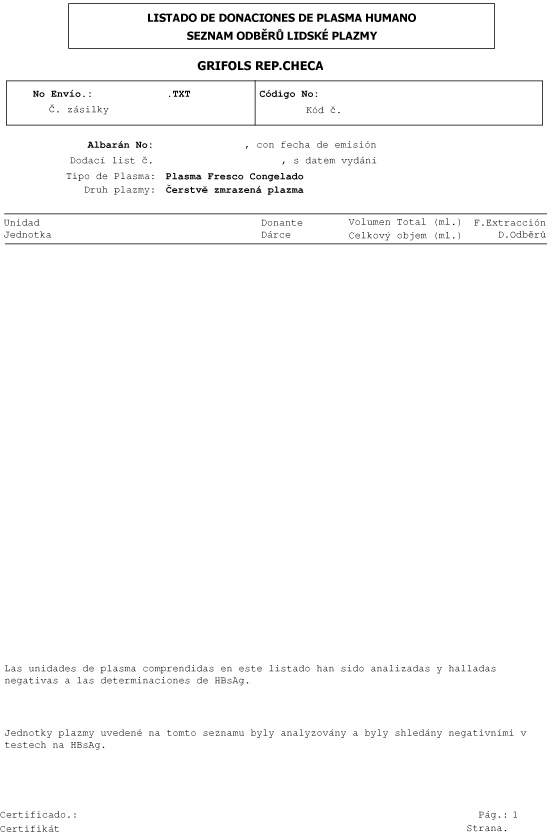 LISTADO DE DONACIONES DE PLASMA HUMANO
SEZNAM ODBĚRŮ LIDSKÉ PLAZMY
GRIFOLS REP.CHECA
No Envío.: .TXT Código No:
Č. zásilky Kód č.
Albarán No: , con fecha de emisión
Dodací list č. , s datem vydání
Tipo de Plasma: Plasma Fresco Congelado
Druh plazmy: Čerstvě zmrazená plazma
Unidad Donante Volumen Total (ml.) F.Extracción
Jednotka Dárce Celkový objem (ml.) D.Odběrů
Las unidades de plasma comprendidas en este listado han sido analizadas y halladas
negativas a las determinaciones de HBsAg.
Jednotky plazmy uvedené na tomto seznamu byly analyzovány a byly shledány negativními v
testech na HBsAg.
Certificado.: Pág.: 1
Certifikát Strana.